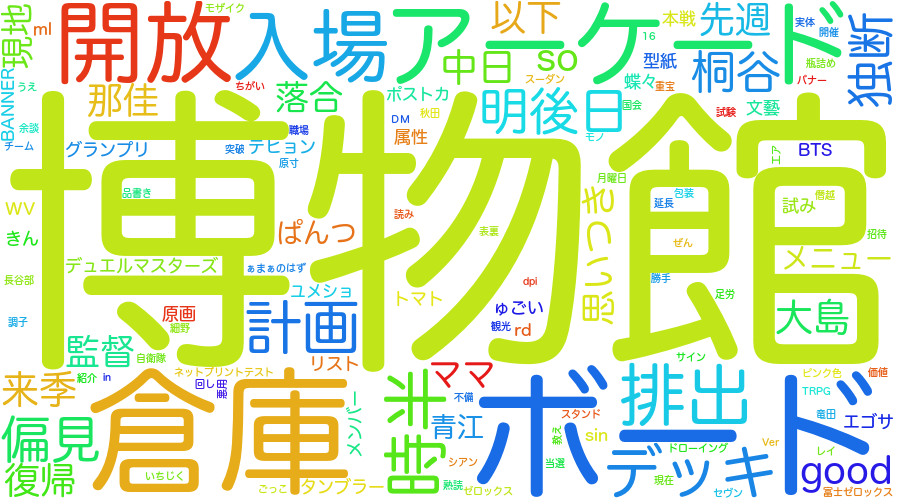 博物館
開放
入場
アーケード
倉庫
ボード
デッキ
排出
計画
明後日
桐谷
先週
以下
独断
現地
ml
モザイク
中日
SO
16
本戦
型紙
蝶々
重宝
スーダン
実体
開催
瓶詰め
バナー
BANNER
うえ
余談
チーム
那佳
ちがい
落合
ポストカ
秋田
DM
属性
職場
突破
テヒョン
原寸
グランプリ
品書き
国会
モノ
文藝
試験
エア
BTS
月曜日
包装
延長
試み
僭越
招待
WV
きん
読み
ぱんつ
表裏
思いつき
ぜん
メニュー
長谷部
デュエルマスターズ
ぁまぁのはず
ユメショ
トマト
dpi
ゅごい
観光
rd
勝手
足労
大島
調子
原画
細野
監督
自衛隊
リスト
ママ
サイン
来季
紹介
in
ネットプリントテスト
回し
悪用
メンバー
半時
不備
ピンク色
価値
TRPG
竜田
エゴサ
偏見
青江
スタンド
sin
教え
ドローイング
Ver
レイ
復帰
いちじく
ごっこ
タンブラー
熟読
シアン
ゼロックス
当選
現在
セヴン
good
富士ゼロックス